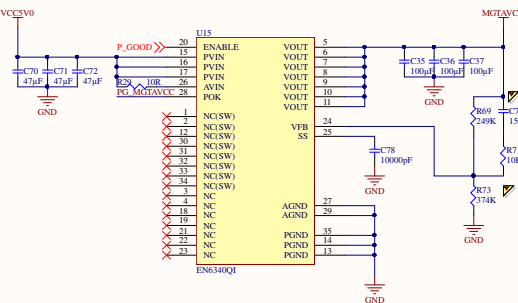 VCC5V0
MGTAVC
U15
P_GOOD
20 ENABLE VOUT 5
15 PVIN VOUT 6
16 PVIN VOUT 7
17 PVIN VOUT 8
R29 10R 26 AVIN VOUT 9
PG_MGTAVCC 28 POK VOUT 10
VOUT 11
C70 47μF
C71 47μF
C72 47μF
GND
C35 100μF
C36 100μF
C37 100μF
GND
1 NC(SW)
2 NC(SW) VFB 24
12 NC(SW) SS 25
30 NC(SW)
31 NC(SW)
32 NC(SW)
33 NC(SW)
34 NC(SW)
3 NC
4 NC
18 NC
19 NC
21 NC
22 NC
23 NC
C78
10000pF
GND
AGND 27
AGND 29
PGND 35
PGND 14
PGND 13
GND
EN6340QI
R69
249K
C7
15
R7
10K
R73
374K
GND